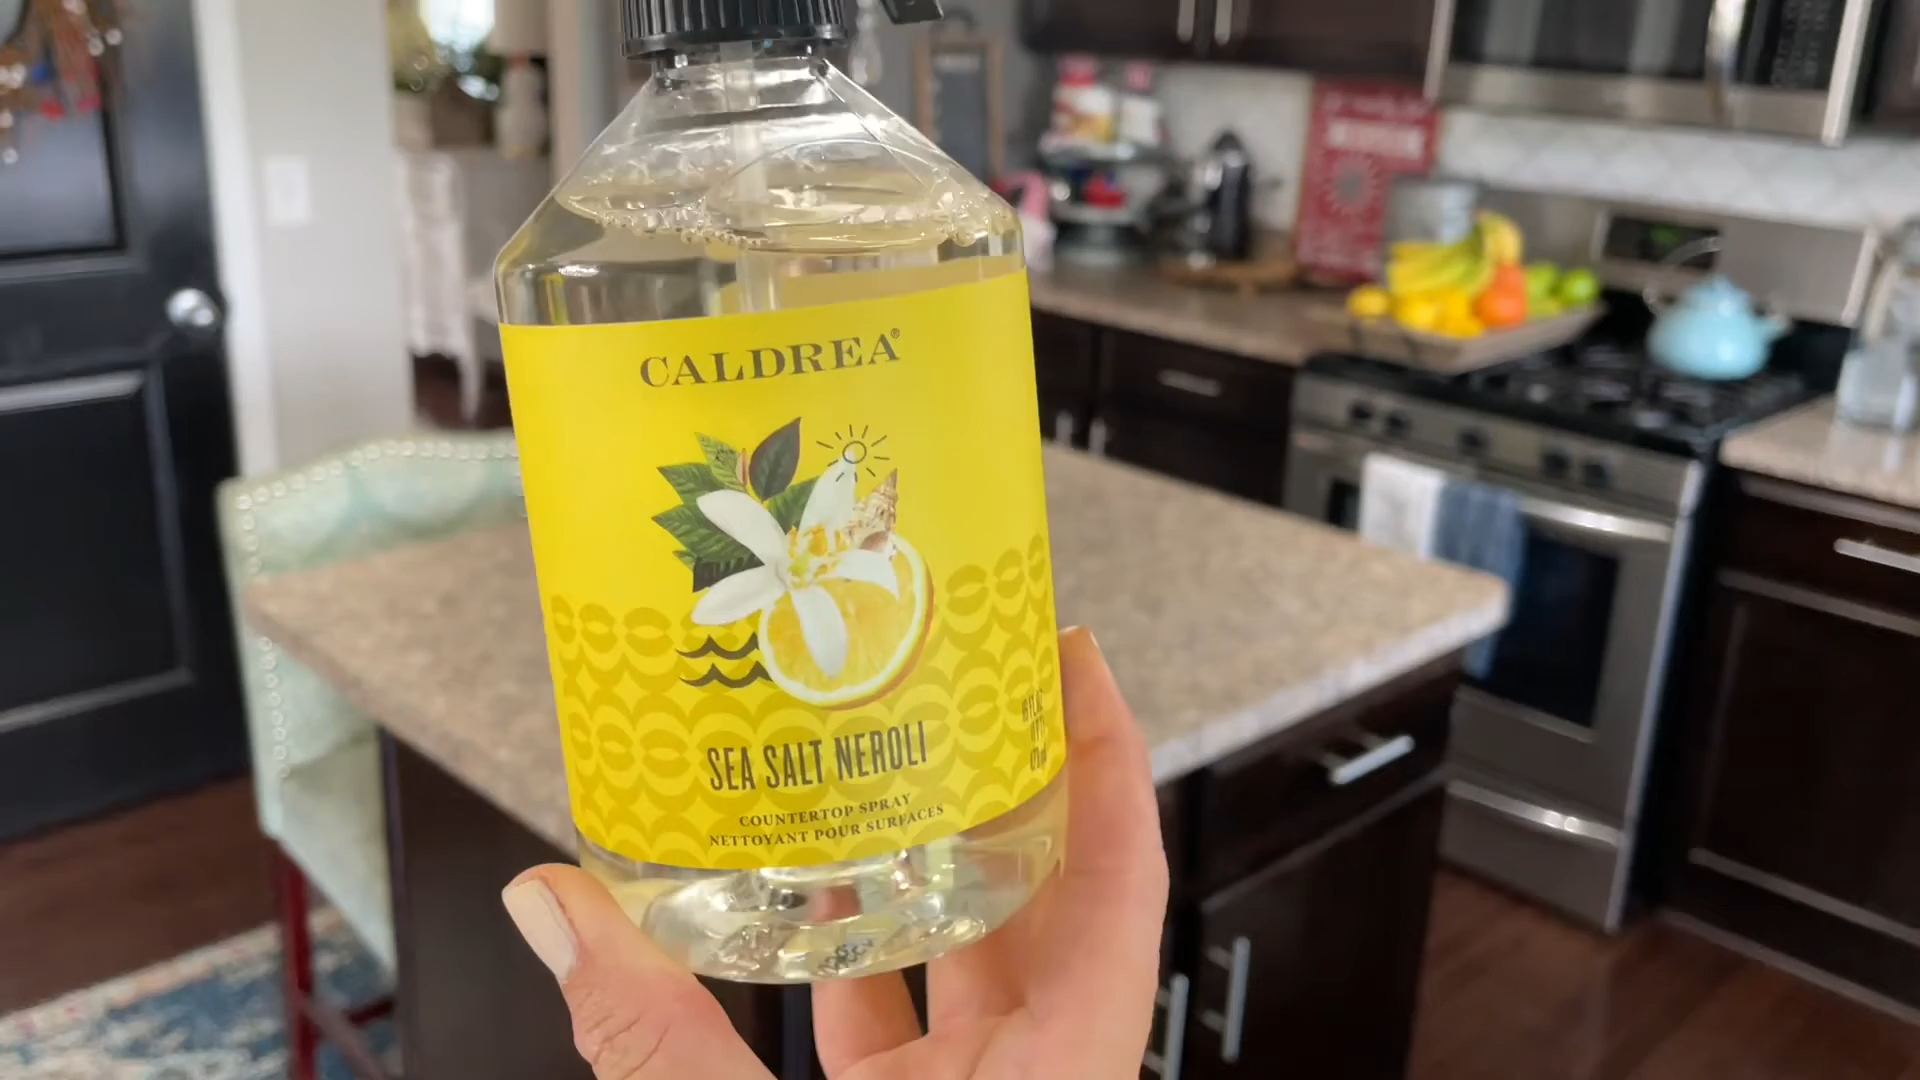 CALDREA®
SEA SALT NEROLI
COUNTERTOP SPRAY
NETTOYANT POUR SURFACES